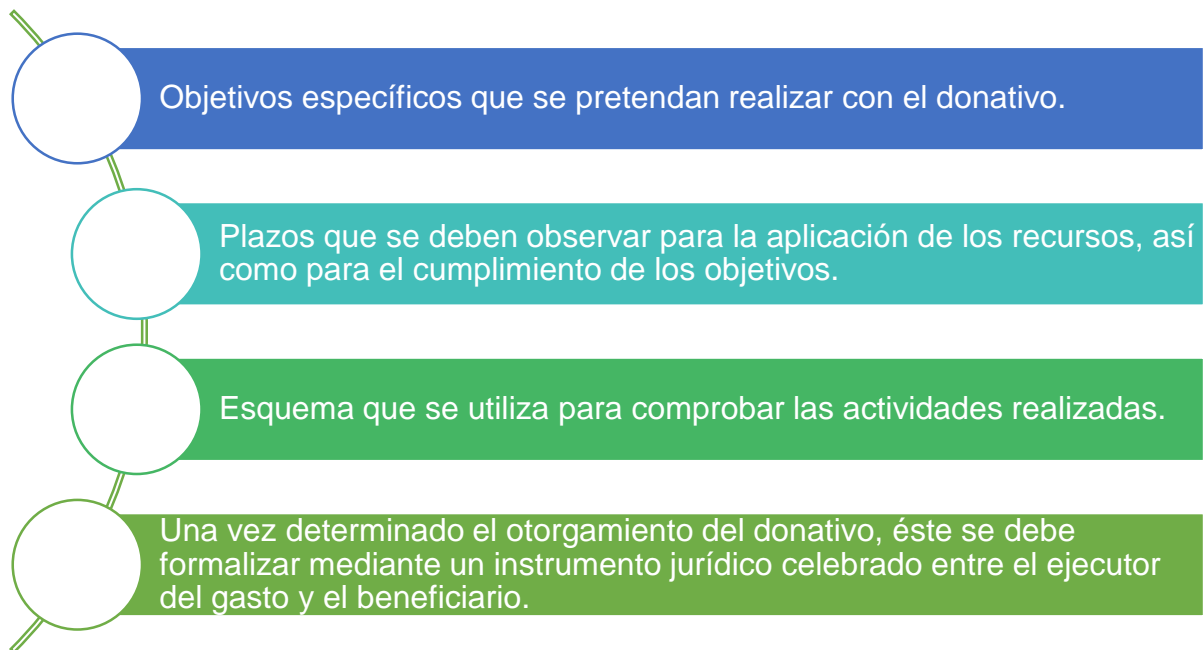 Objetivos específicos que se pretendan realizar con el donativo.
Plazos que se deben observar para la aplicación de los recursos, así
como para el cumplimiento de los objetivos.
Esquema que se utiliza para comprobar las actividades realizadas.
Una vez determinado el otorgamiento del donativo, éste se debe
formalizar mediante un instrumento jurídico celebrado entre el ejecutor
del gasto y el beneficiario.